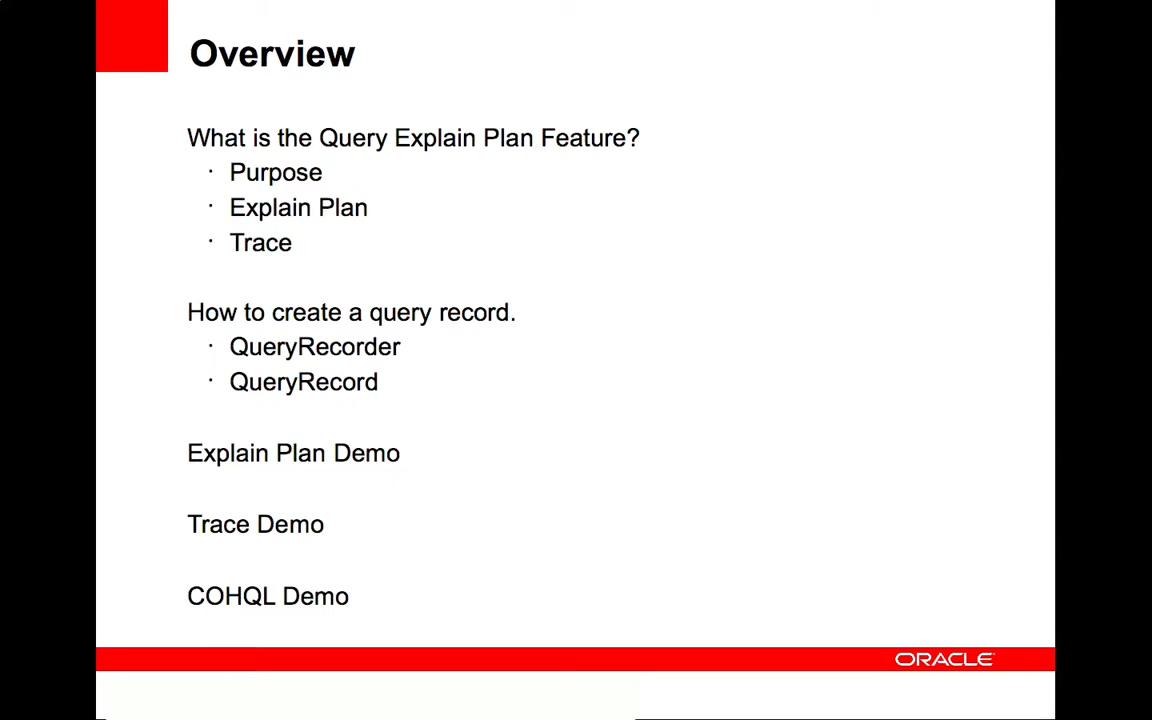 Overview
What is the Query Explain Plan Feature?
· Purpose
· Explain Plan
· Trace
How to create a query record.
· QueryRecorder
· QueryRecord
Explain Plan Demo
Trace Demo
COHQL Demo
ORACLE